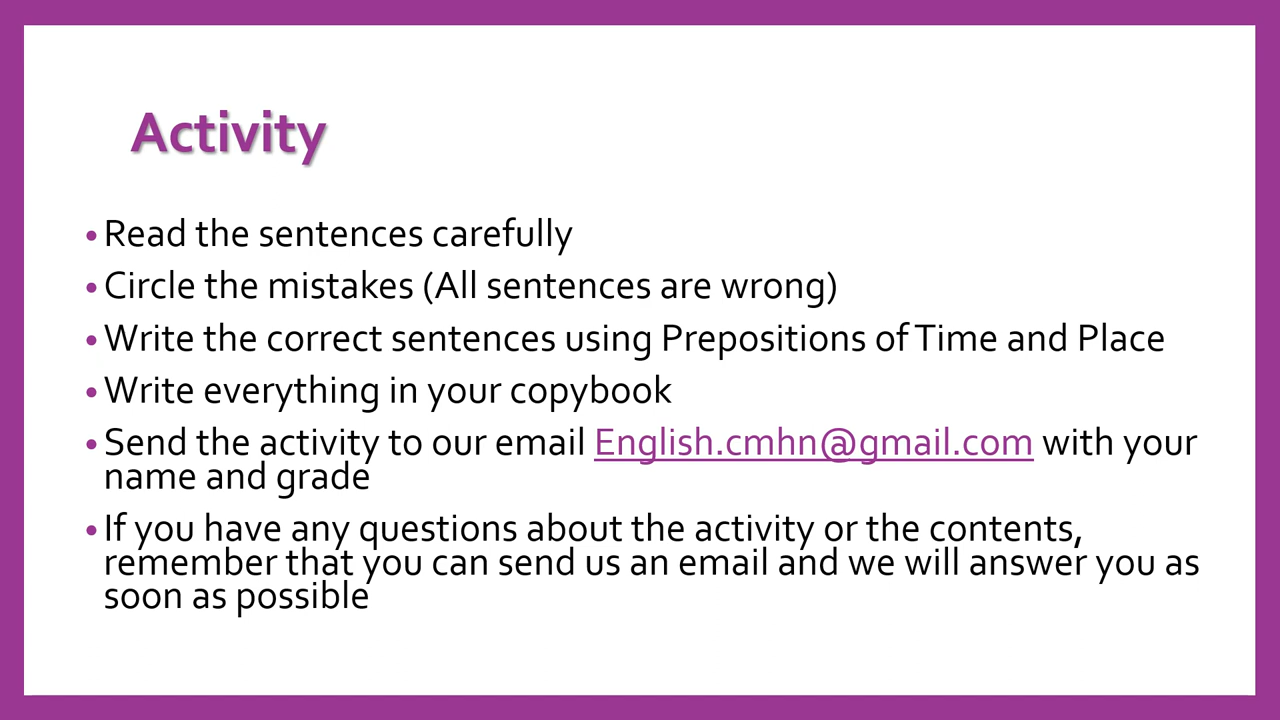 Activity
•Read the sentences carefully
•Circle the mistakes (All sentences are wrong)
•Write the correct sentences using Prepositions of Time and Place
•Write everything in your copybook
•Send the activity to our email English.cmhn@gmail.com with your
name and grade
•If you have any questions about the activity or the contents,
remember that you can send us an email and we will answer you as
soon as possible